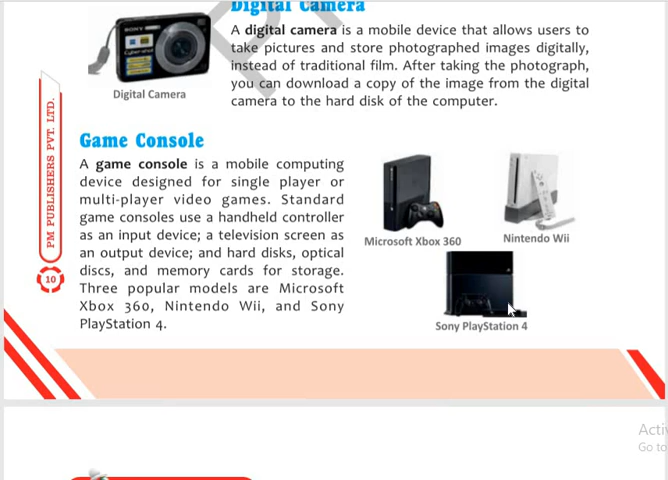 Digital Camera
A digital camera is a mobile device that allows users to
take pictures and store photographed images digitally,
instead of traditional film. After taking the photograph,
you can download a copy of the image from the digital
camera to the hard disk of the computer.
SONY
Cyber-shot
Digital Camera
Game Console
A game console is a mobile computing
device designed for single player or
multi-player video games. Standard
game consoles use a handheld controller
as an input device; a television screen as
an output device; and hard disks, optical
discs, and memory cards for storage.
Three popular models are Microsoft
Xbox 360, Nintendo Wii, and Sony
PlayStation 4.
Microsoft Xbox 360
Nintendo Wii
Sony PlayStation 4
PM PUBLISHERS PVT. LTD.
10
Activ
Go to